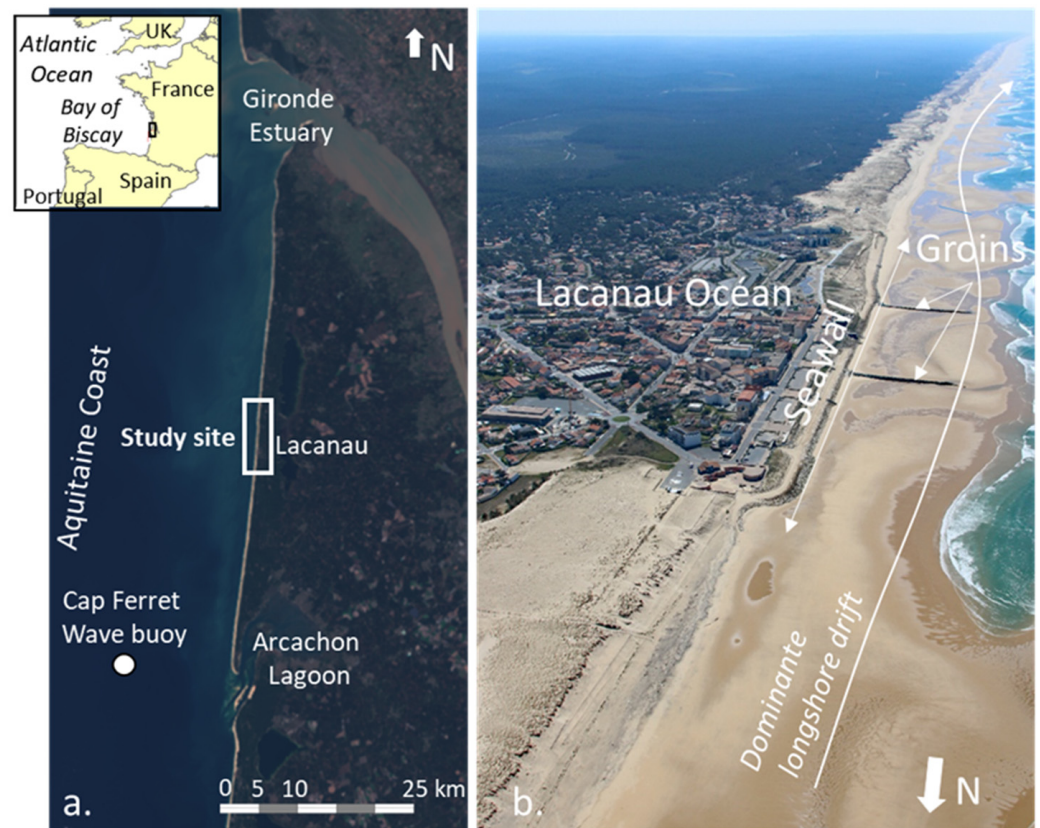 Atlantic
Ocean
UK
France
Bay of
Biscay
Portugal
Spain
N
Gironde
Estuary
Aquitaine Coast
Study site
Lacanau
Cap Ferret
Wave buoy
Arcachon
Lagoon
0 5 10 25 km
a.
Groins
Lacanau Océan
Seawall
Dominante
longshore drift
b.
N